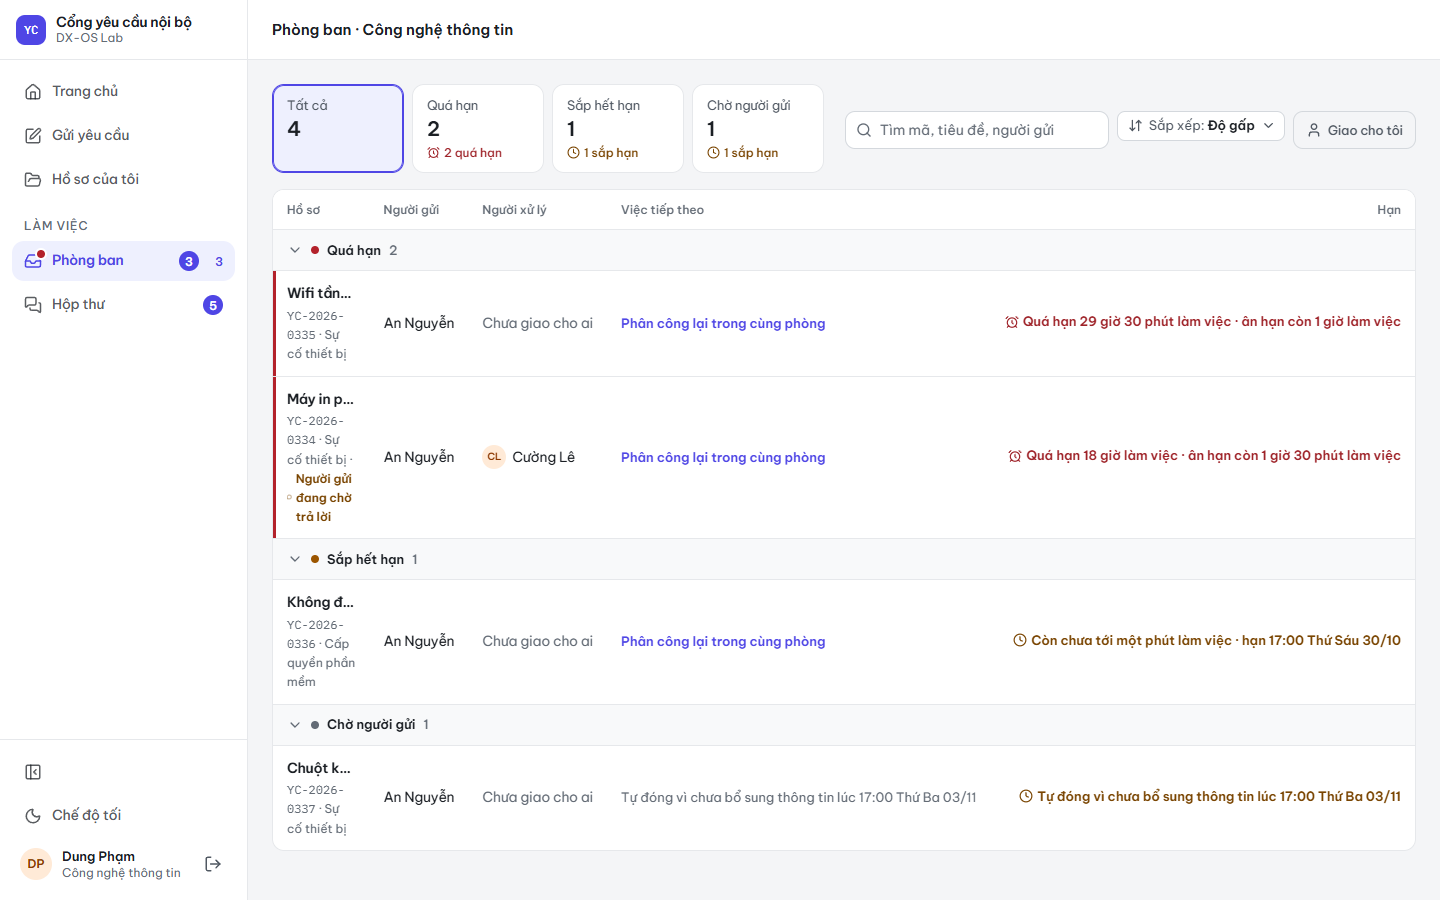 YC
Cổng yêu cầu nội bộ
DX-OS Lab
Trang chủ
Gửi yêu cầu
Hồ sơ của tôi
LÀM VIỆC
Phòng ban 3 3
Hộp thư 5
Chế độ tối
DP
Dung Phạm
Công nghệ thông tin
Phòng ban · Công nghệ thông tin
Tất cả
4
Quá hạn
2
2 quá hạn
Sắp hết hạn
1
1 sắp hạn
Chờ người gửi
1
1 sắp hạn
Tìm mã, tiêu đề, người gửi
Sắp xếp: Độ gấp
Giao cho tôi
Hồ sơ Người gửi Người xử lý Việc tiếp theo Hạn
Quá hạn 2
Wifi tần...
YC-2026-
0335 · Sự
cố thiết bị
An Nguyễn
Chưa giao cho ai
Phân công lại trong cùng phòng
Quá hạn 29 giờ 30 phút làm việc · ân hạn còn 1 giờ làm việc
Máy in p...
YC-2026-
0334 · Sự
cố thiết bị ·
Người gửi
đang chờ
trả lời
An Nguyễn
CL Cường Lê
Phân công lại trong cùng phòng
Quá hạn 18 giờ làm việc · ân hạn còn 1 giờ 30 phút làm việc
Sắp hết hạn 1
Không đ...
YC-2026-
0336 · Cấp
quyền phần
mềm
An Nguyễn
Chưa giao cho ai
Phân công lại trong cùng phòng
Còn chưa tới một phút làm việc · hạn 17:00 Thứ Sáu 30/10
Chờ người gửi 1
Chuột k...
YC-2026-
0337 · Sự
cố thiết bị
An Nguyễn
Chưa giao cho ai
Tự đóng vì chưa bổ sung thông tin lúc 17:00 Thứ Ba 03/11
Tự đóng vì chưa bổ sung thông tin lúc 17:00 Thứ Ba 03/11